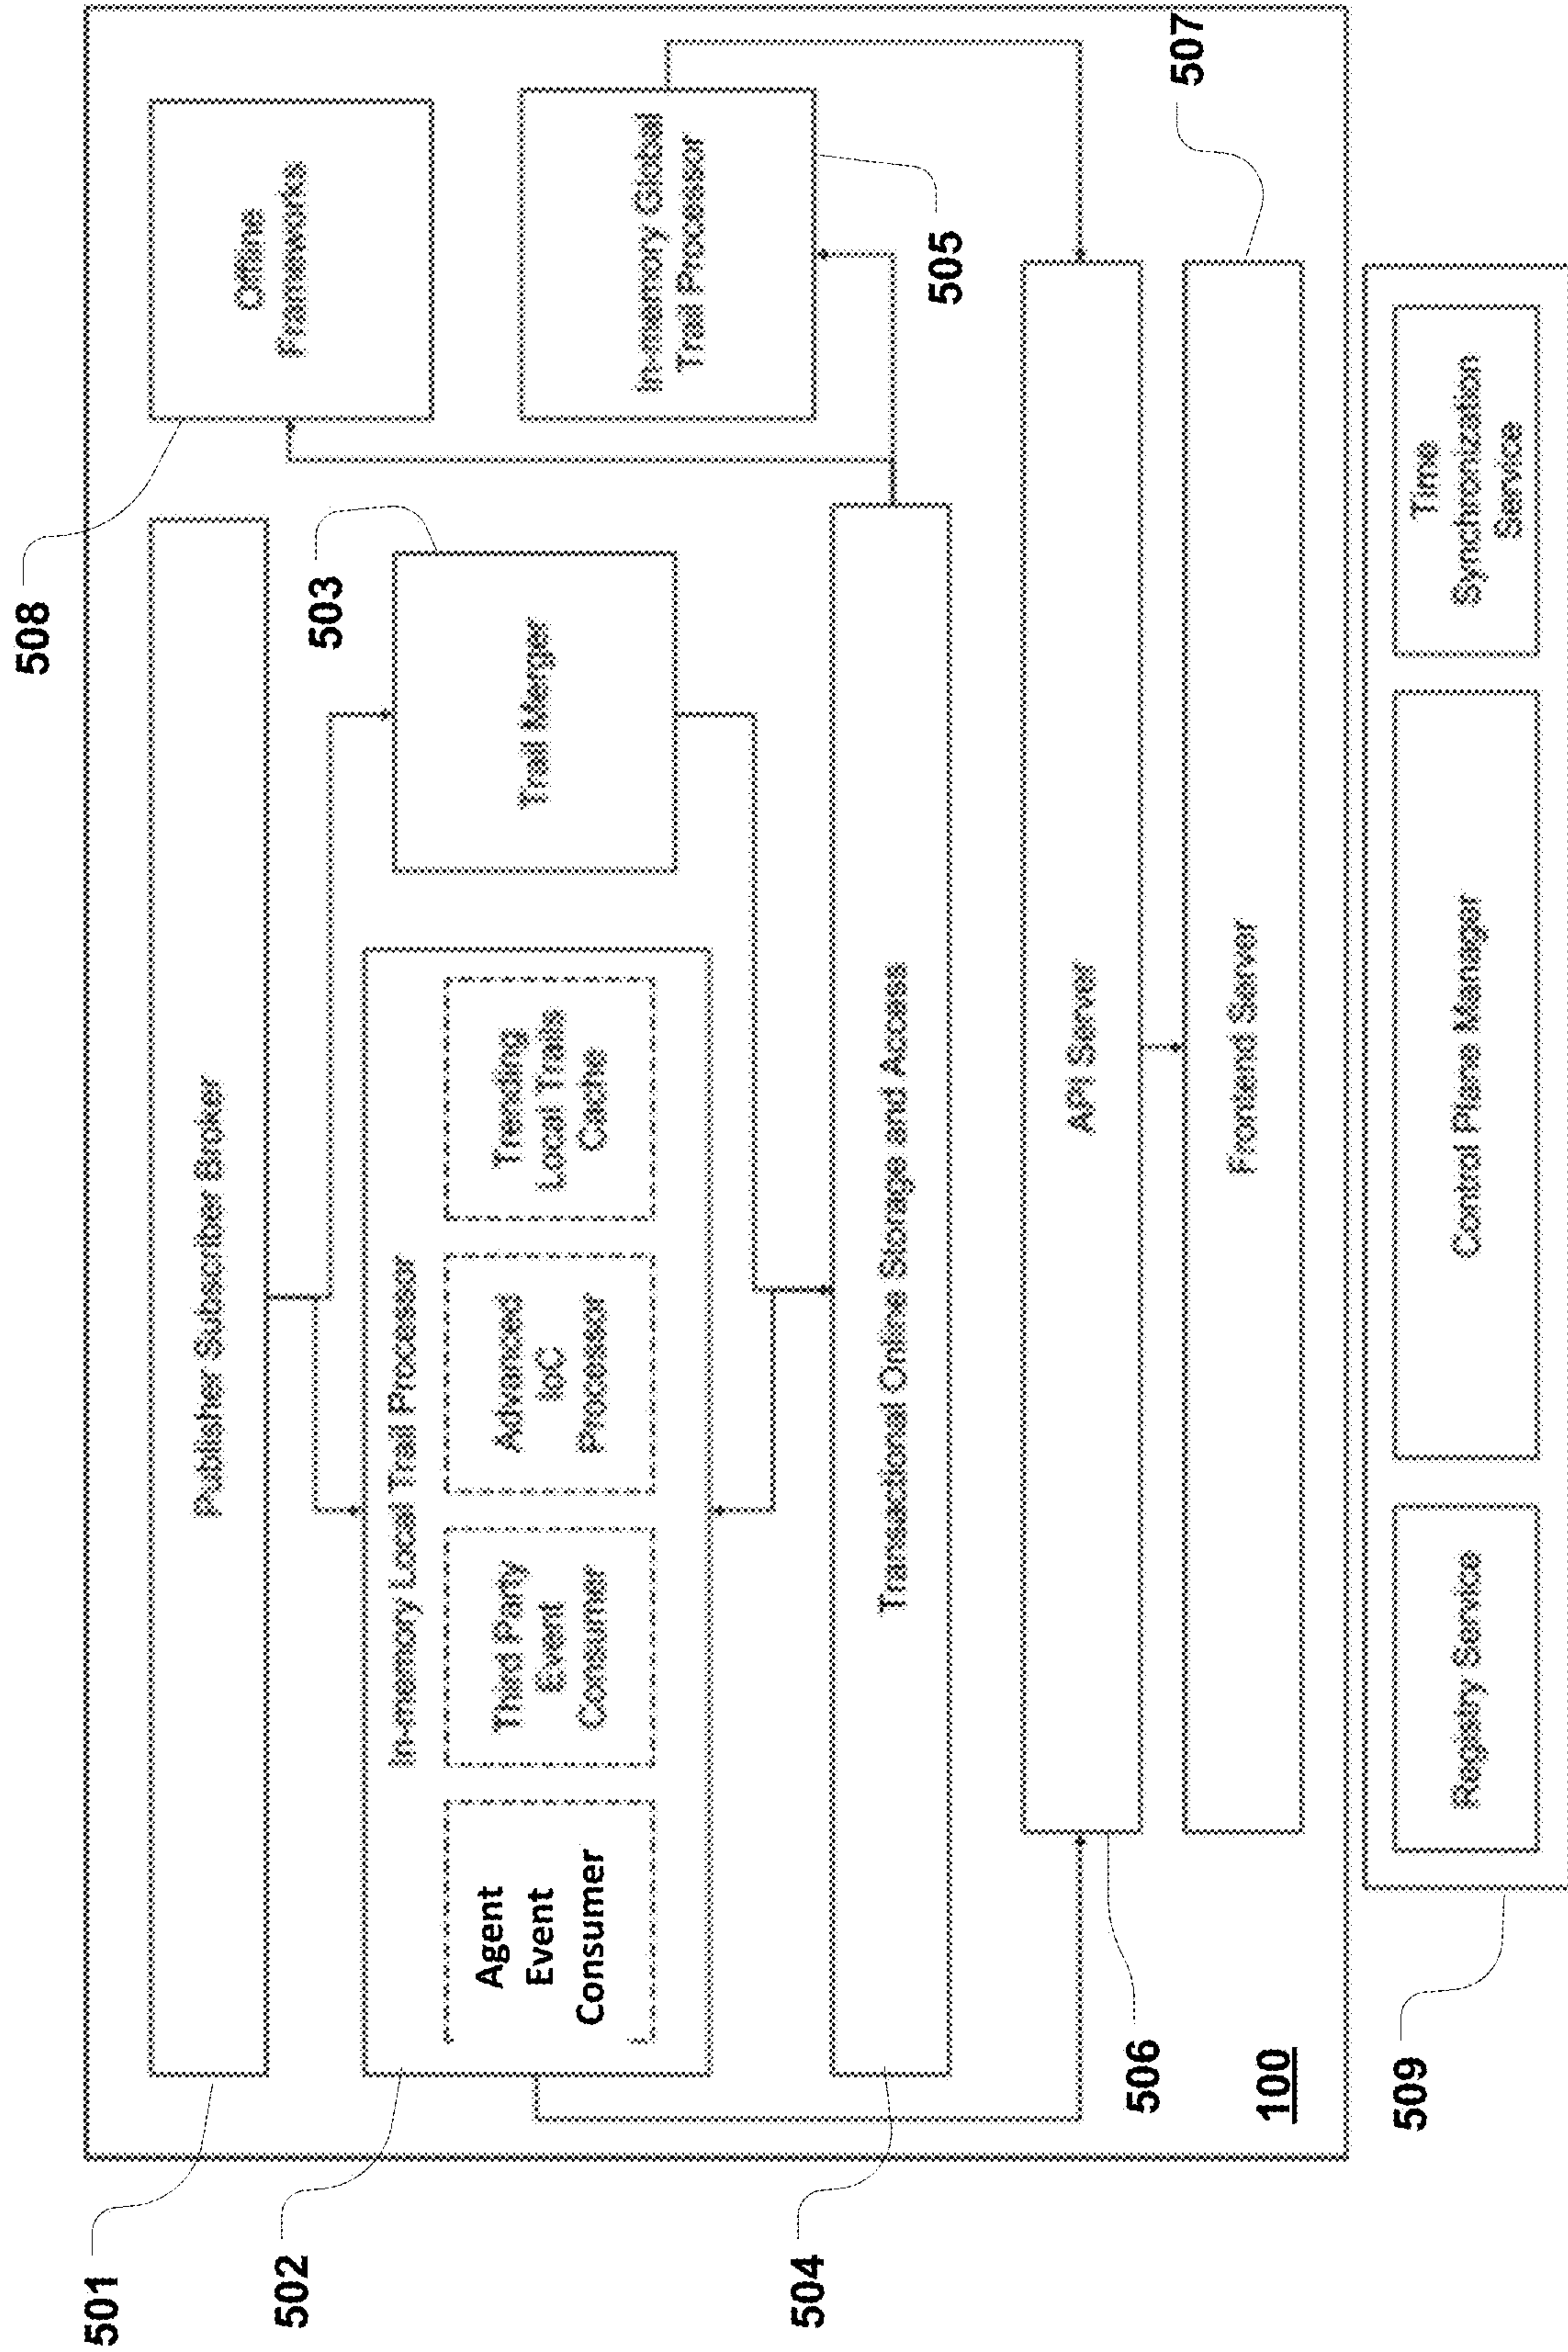 501
Publisher Subscriber Broker
508
Offline
Frameworks
502
In-memory Local Trail Processor
Agent
Event
Consumer
Third Party
Event
Consumer
Advanced
IoC
Processor
Trending
Local Trails
Cache
503
Trail Merger
In-memory Global
Trail Processor
505
504
Transactional Online Storage and Access
506
API Server
507
Frontend Server
100
509
Registry Service
Control Plane Manager
Time
Synchronization
Service